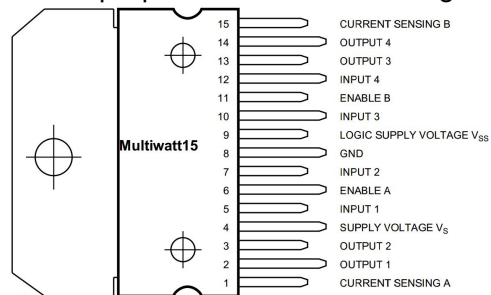 15 CURRENT SENSING B
14 OUTPUT 4
13 OUTPUT 3
12 INPUT 4
11 ENABLE B
10 INPUT 3
9 LOGIC SUPPLY VOLTAGE VSS
Multiwatt15
8 GND
7 INPUT 2
6 ENABLE A
5 INPUT 1
4 SUPPLY VOLTAGE VS
3 OUTPUT 2
2 OUTPUT 1
1 CURRENT SENSING A